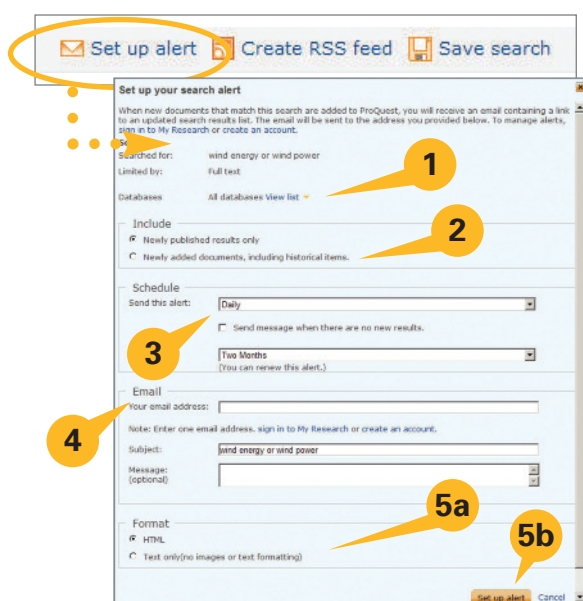 Set up alert Create RSS feed Save search
Set up your search alert
When new documents that match this search are added to ProQuest, you will receive an email containing a link
to an updated search results list. The email will be sent to the address you provided below. To manage alerts,
sign in to My Research or create an account.
Searched for: wind energy or wind power
Limited by: Full text
1
Databases All databases View list
Include
2
Newly published results only
Newly added documents, including historical items.
Schedule
Send this alert: Daily
3
Send message when there are no new results.
Two Months
(You can renew this alert.)
Email
Your email address:
4
Note: Enter one email address. sign in to My Research or create an account.
Subject: wind energy or wind power
Message:
(optional)
5a
Format
HTML
5b
Text only(no images or text formatting)
Set up alert Cancel